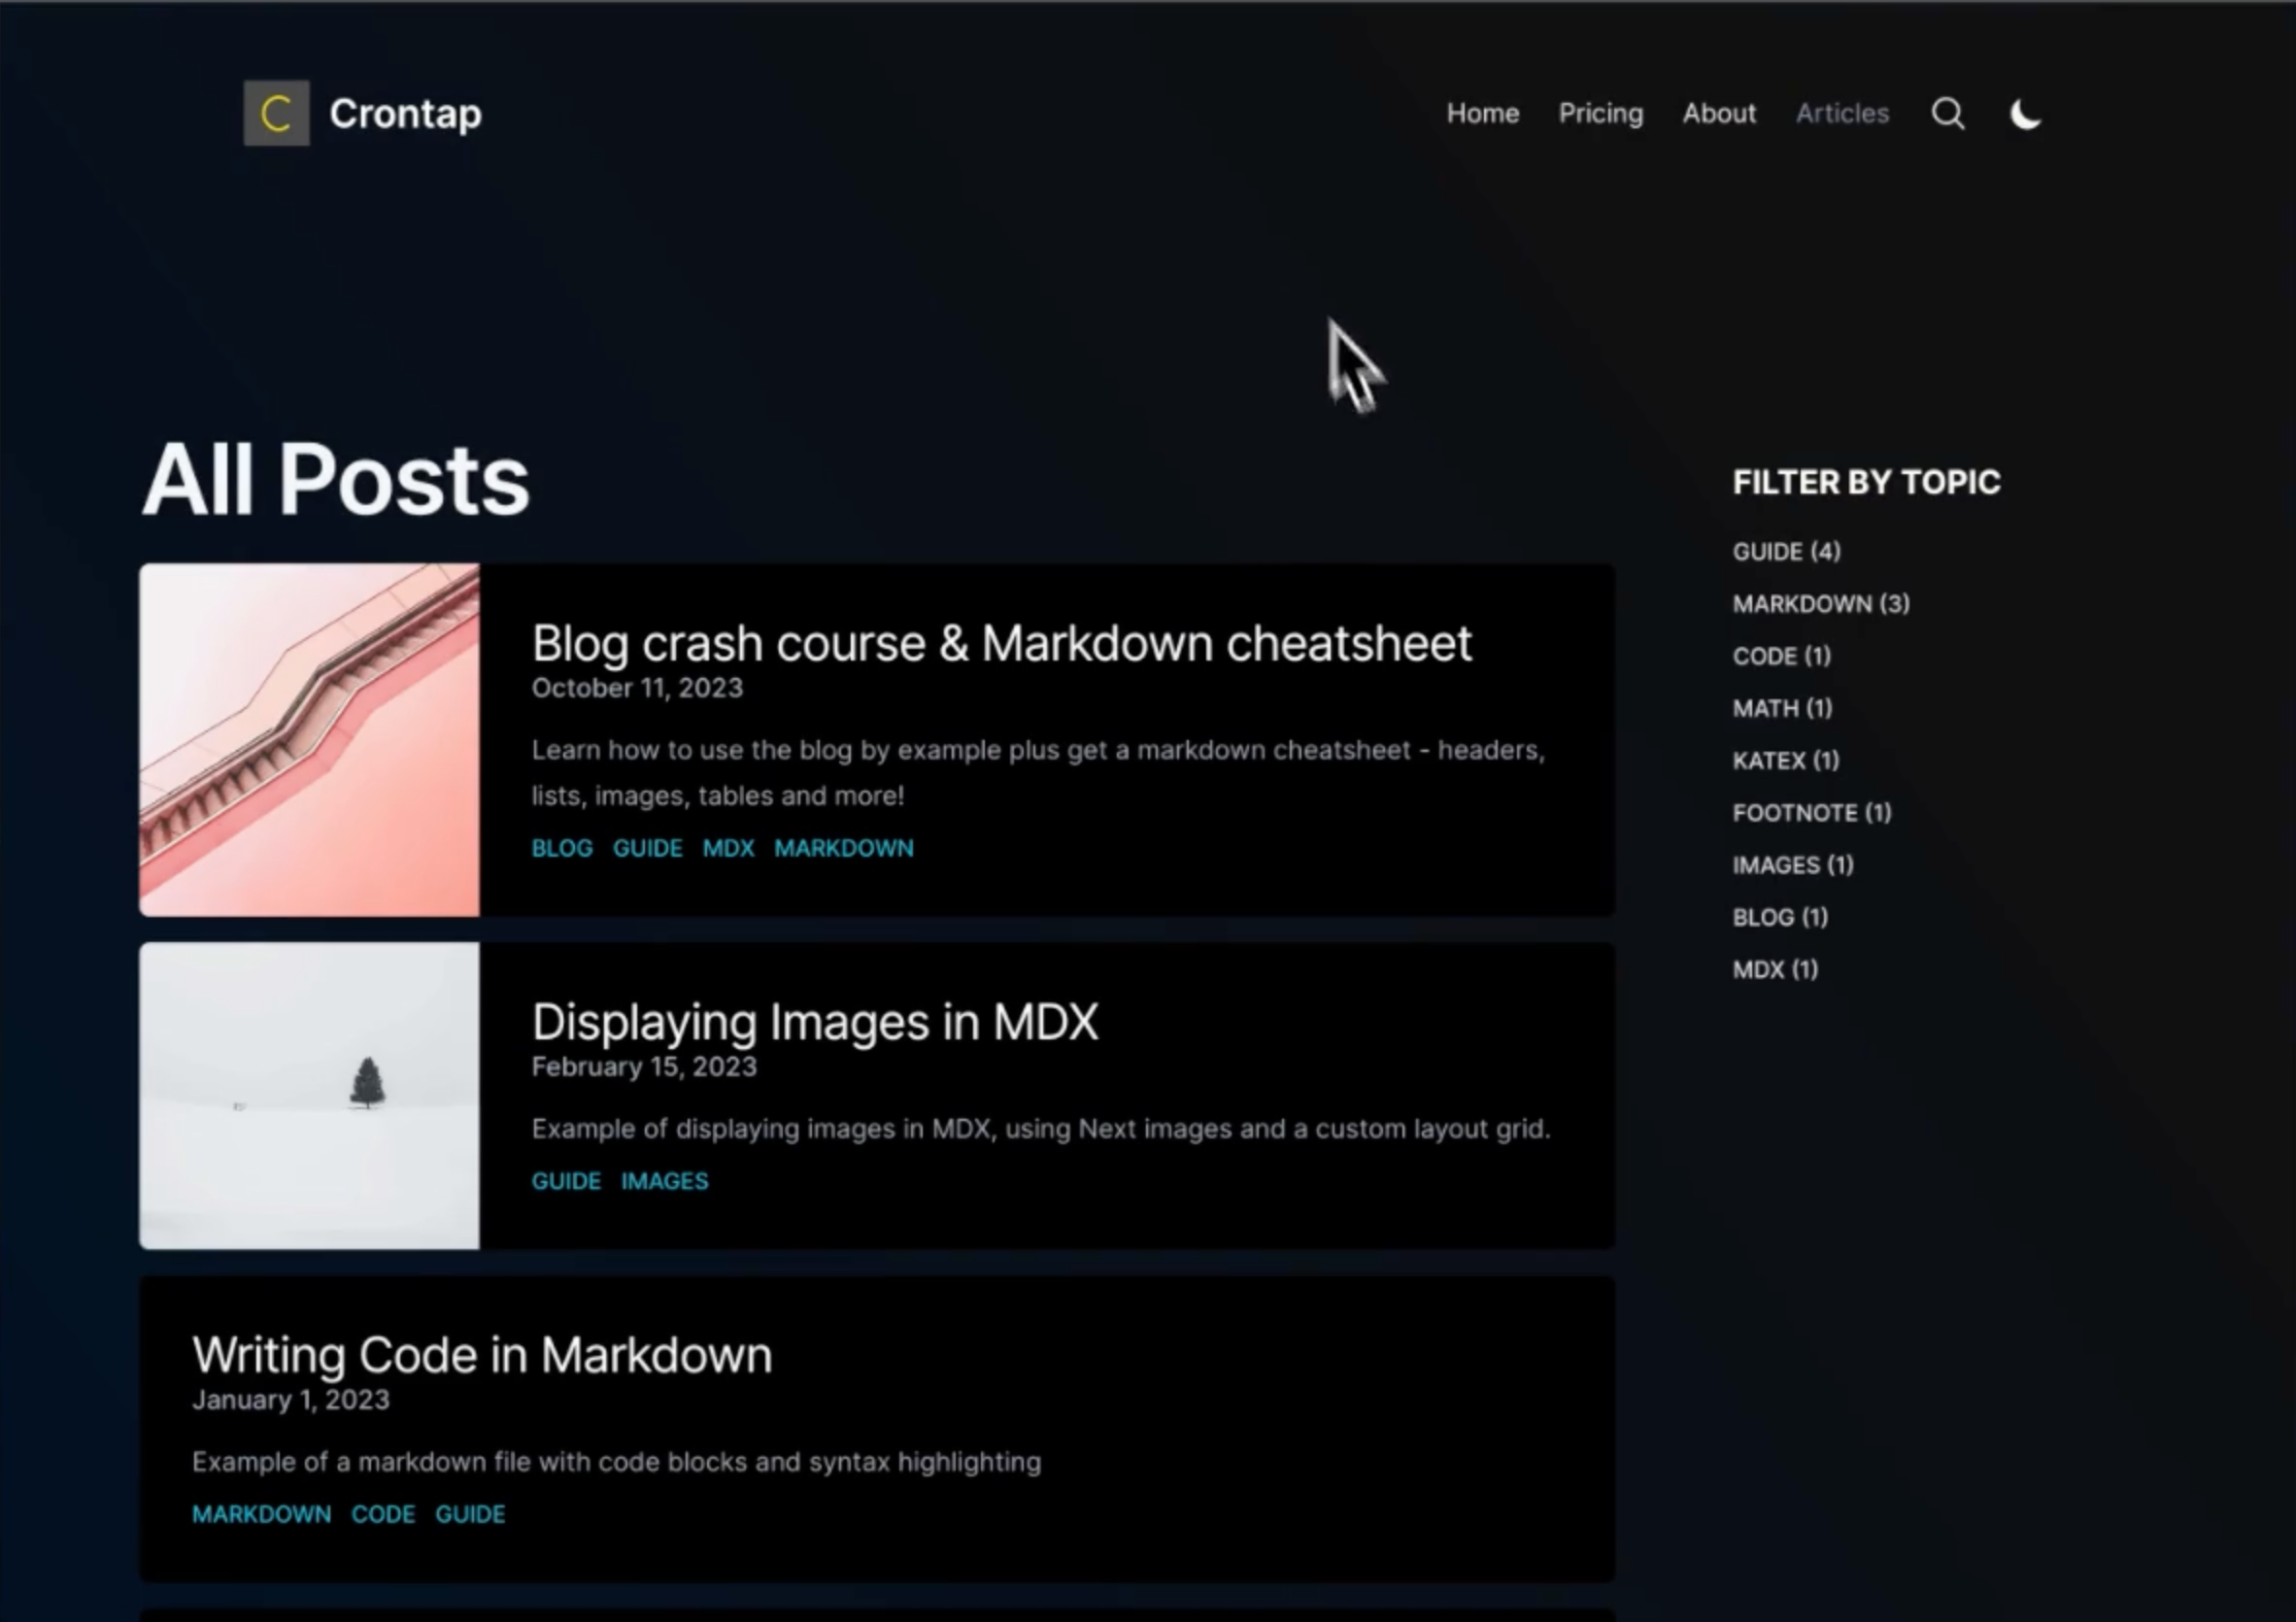 C Crontap
Home Pricing About Articles
All Posts
Blog crash course & Markdown cheatsheet
October 11, 2023
Learn how to use the blog by example plus get a markdown cheatsheet - headers,
lists, images, tables and more!
BLOG GUIDE MDX MARKDOWN
Displaying Images in MDX
February 15, 2023
Example of displaying images in MDX, using Next images and a custom layout grid.
GUIDE IMAGES
Writing Code in Markdown
January 1, 2023
Example of a markdown file with code blocks and syntax highlighting
MARKDOWN CODE GUIDE
FILTER BY TOPIC
GUIDE (4)
MARKDOWN (3)
CODE (1)
MATH (1)
KATEX (1)
FOOTNOTE (1)
IMAGES (1)
BLOG (1)
MDX (1)